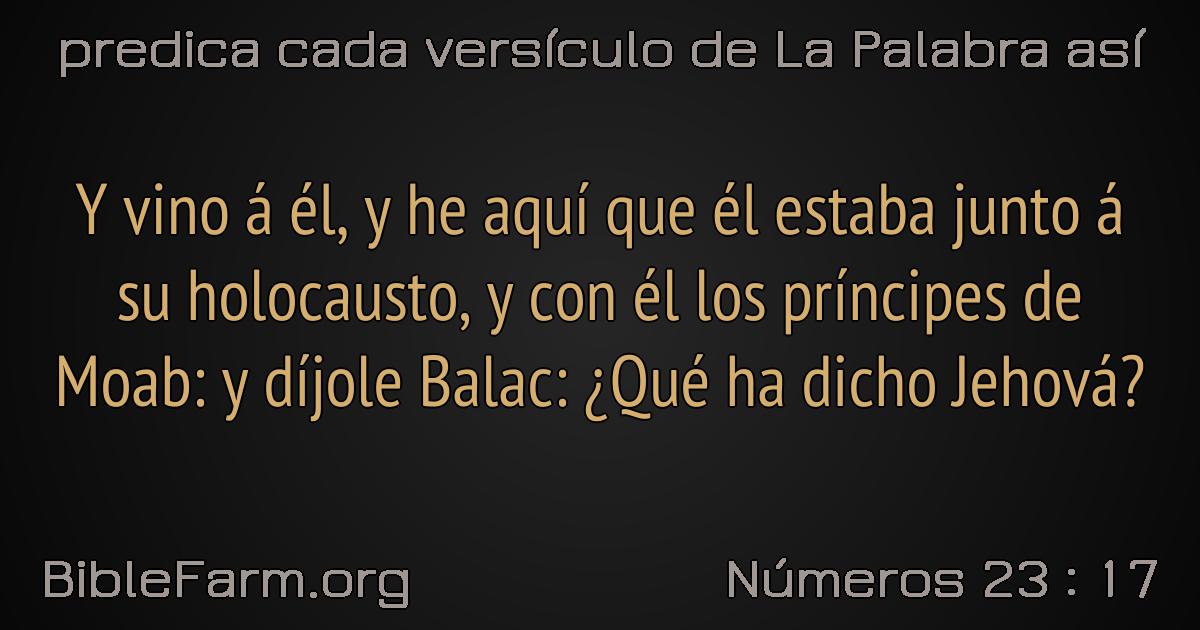 predica cada versículo de La Palabra así
Y vino á él, y he aquí que él estaba junto á
su holocausto, y con él los príncipes de
Moab: y díjole Balac: ¿Qué ha dicho Jehová?
BibleFarm.org
Números 23 : 17